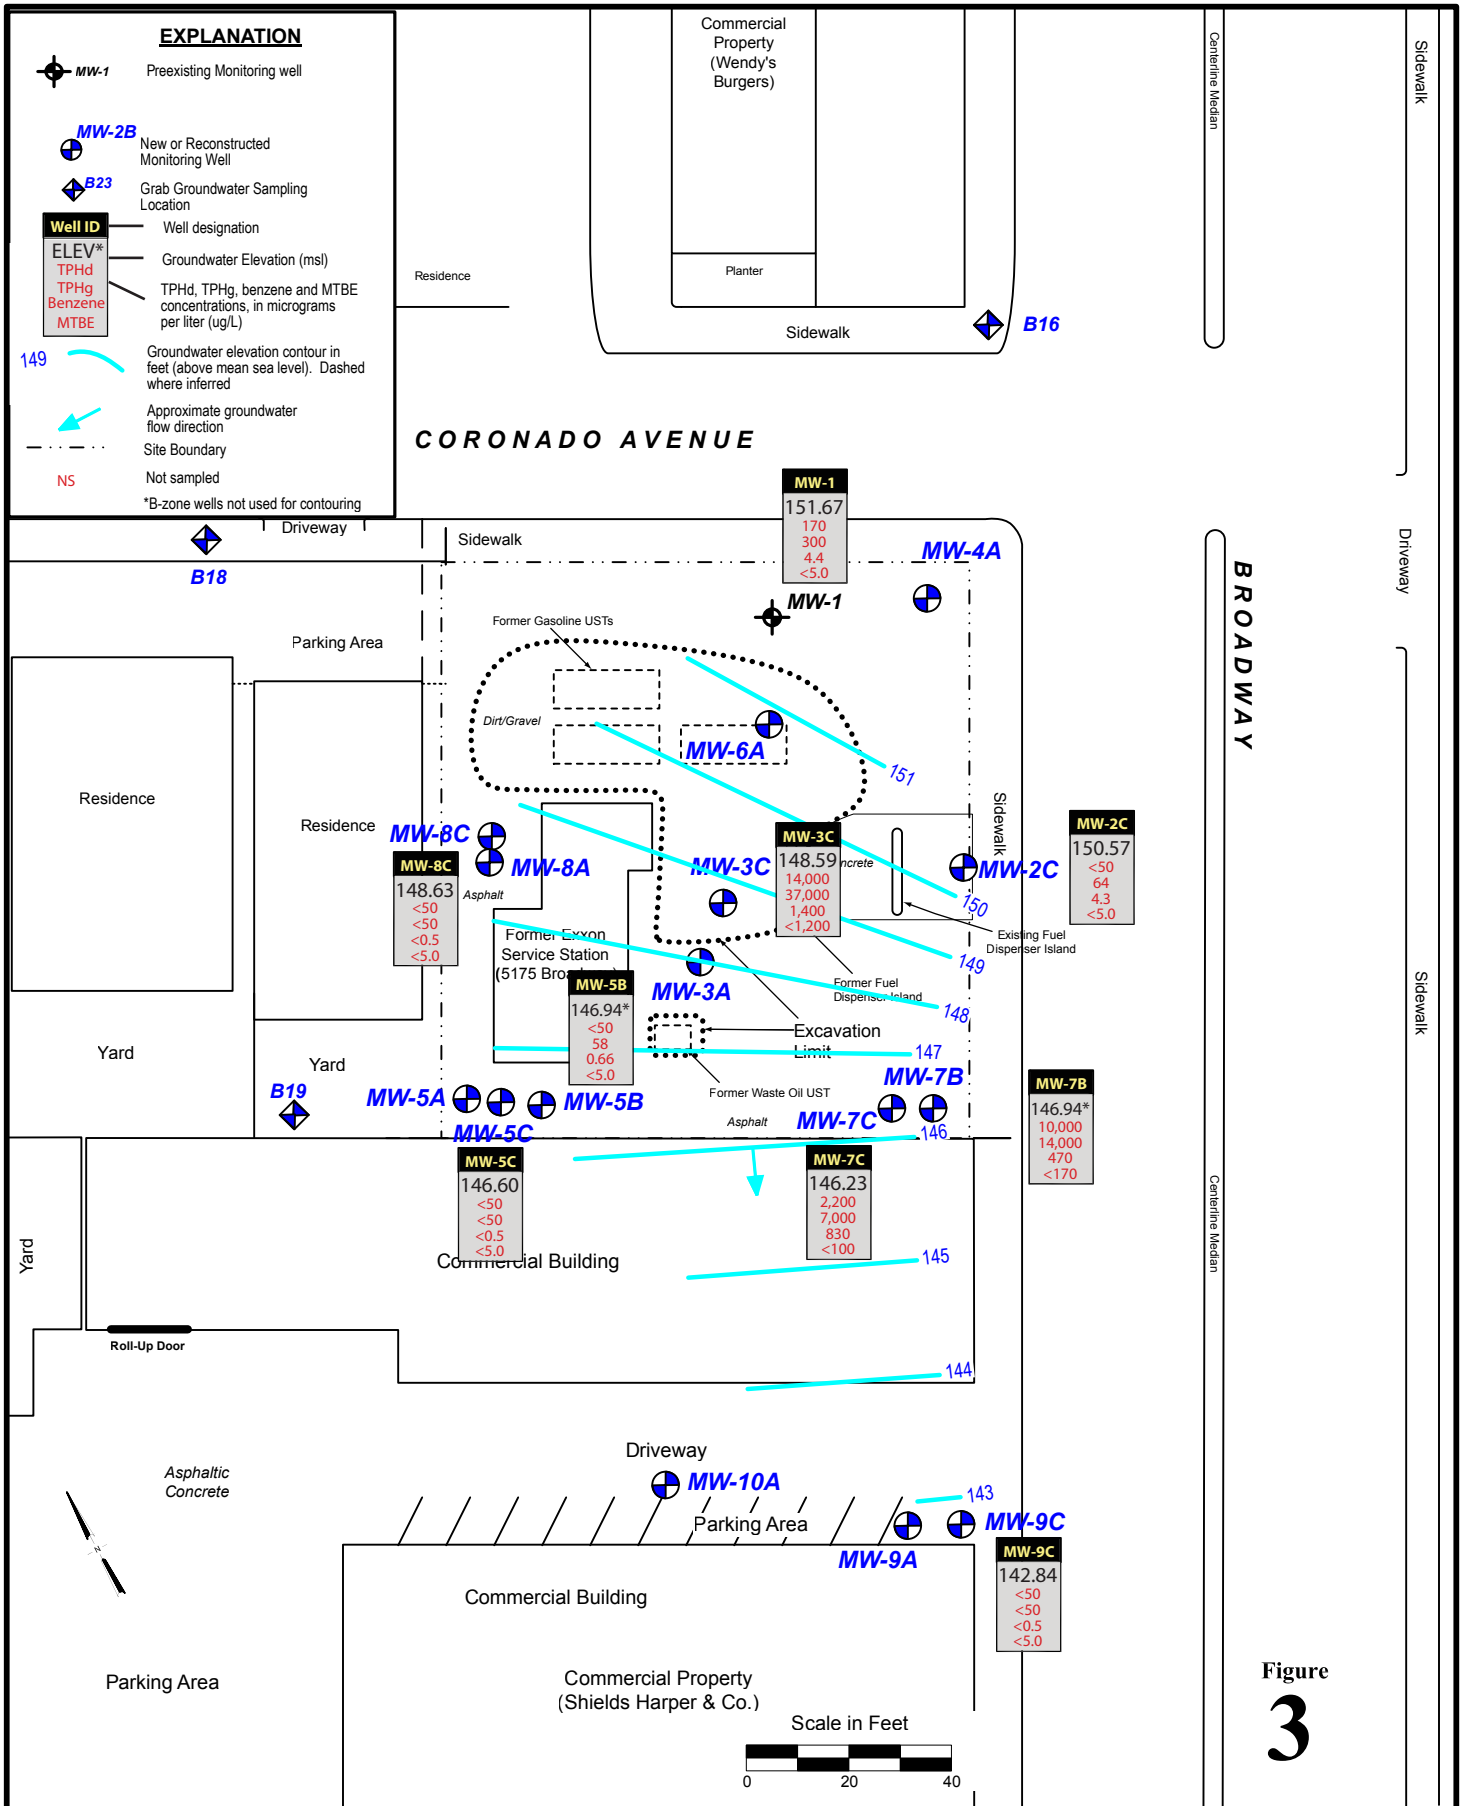 EXPLANATION
MW-1
Preexisting Monitoring well
MW-2B
New or Reconstructed
Monitoring Well
B23
Grab Groundwater Sampling
Location
Well ID
Well designation
ELEV*
Groundwater Elevation (msl)
TPHd
TPHg
Benzene
MTBE
TPHd, TPHg, benzene and MTBE
concentrations, in micrograms
per liter (ug/L)
149
Groundwater elevation contour in
feet (above mean sea level). Dashed
where inferred
Approximate groundwater
flow direction
Site Boundary
NS
Not sampled
*B-zone wells not used for contouring
Commercial
Property
(Wendy's
Burgers)
Centerline Median
Sidewalk
Residence
Planter
Sidewalk
B16
CORONADO AVENUE
MW-1
151.67
170
300
4.4
<5.0
Driveway
Sidewalk
B18
MW-4A
MW-1
Driveway
BROADWAY
Former Gasoline USTs
Parking Area
Dirt/Gravel
MW-6A
151
Residence
Residence
Sidewalk
MW-8C
MW-8A
MW-8C
148.63
<50
<50
<0.5
<5.0
Asphalt
MW-3C
MW-3C
148.59
14,000
37,000
1,400
<1,200
ncrete
MW-2C
MW-2C
150.57
<50
64
4.3
<5.0
150
Existing Fuel
Dispenser Island
149
Former Exxon
Service Station
(5175 Bro
MW-5B
146.94*
<50
58
0.66
<5.0
MW-3A
Former Fuel
Dispenser Island
148
Sidewalk
Excavation
Limit
147
Yard
Yard
B19
Former Waste Oil UST
MW-7B
MW-5A
MW-5B
MW-5C
Asphalt
MW-7C
146
MW-7B
146.94*
10,000
14,000
470
<170
MW-5C
146.60
<50
<50
<0.5
<5.0
MW-7C
146.23
2,200
7,000
830
<100
Yard
Commercial Building
145
Centerline Median
Roll-Up Door
144
Driveway
Asphaltic
Concrete
MW-10A
143
Parking Area
MW-9C
MW-9A
MW-9C
142.84
<50
<50
<0.5
<5.0
N
Commercial Building
Parking Area
Commercial Property
(Shields Harper & Co.)
Scale in Feet
0 20 40
Figure
3